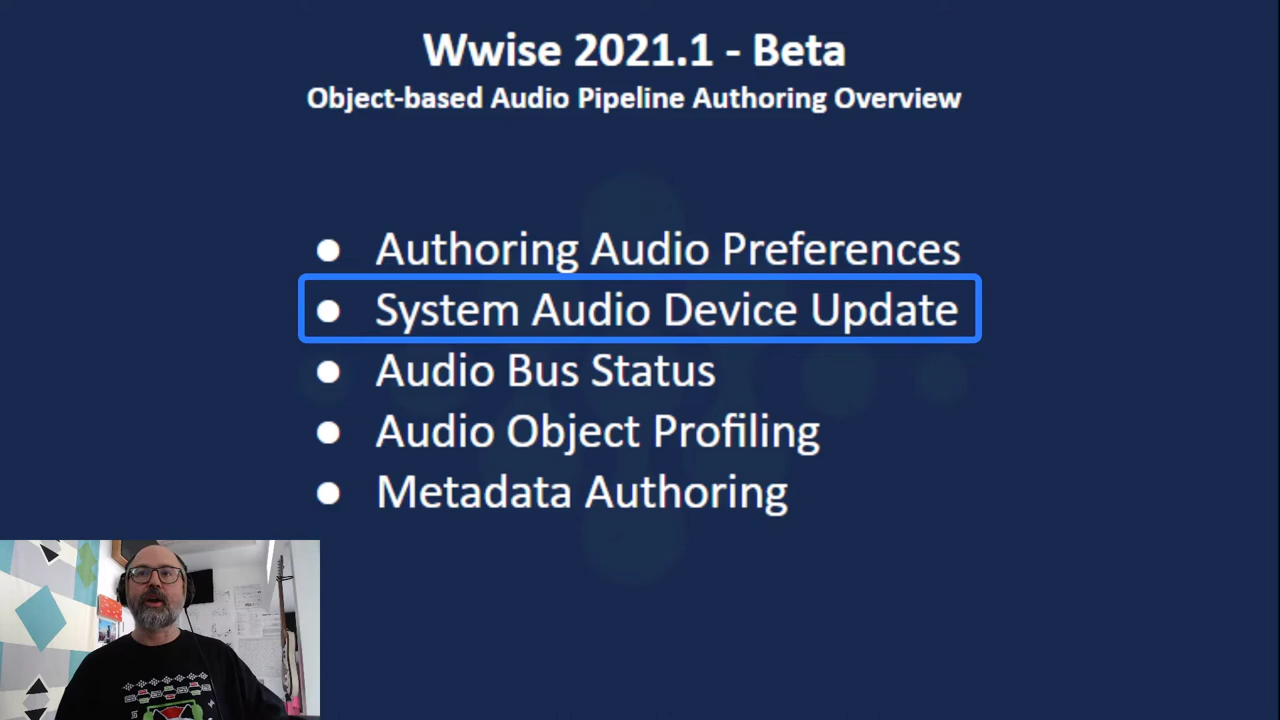 Wwise 2021.1 - Beta
Object-based Audio Pipeline Authoring Overview
● Authoring Audio Preferences
● System Audio Device Update
● Audio Bus Status
● Audio Object Profiling
● Metadata Authoring